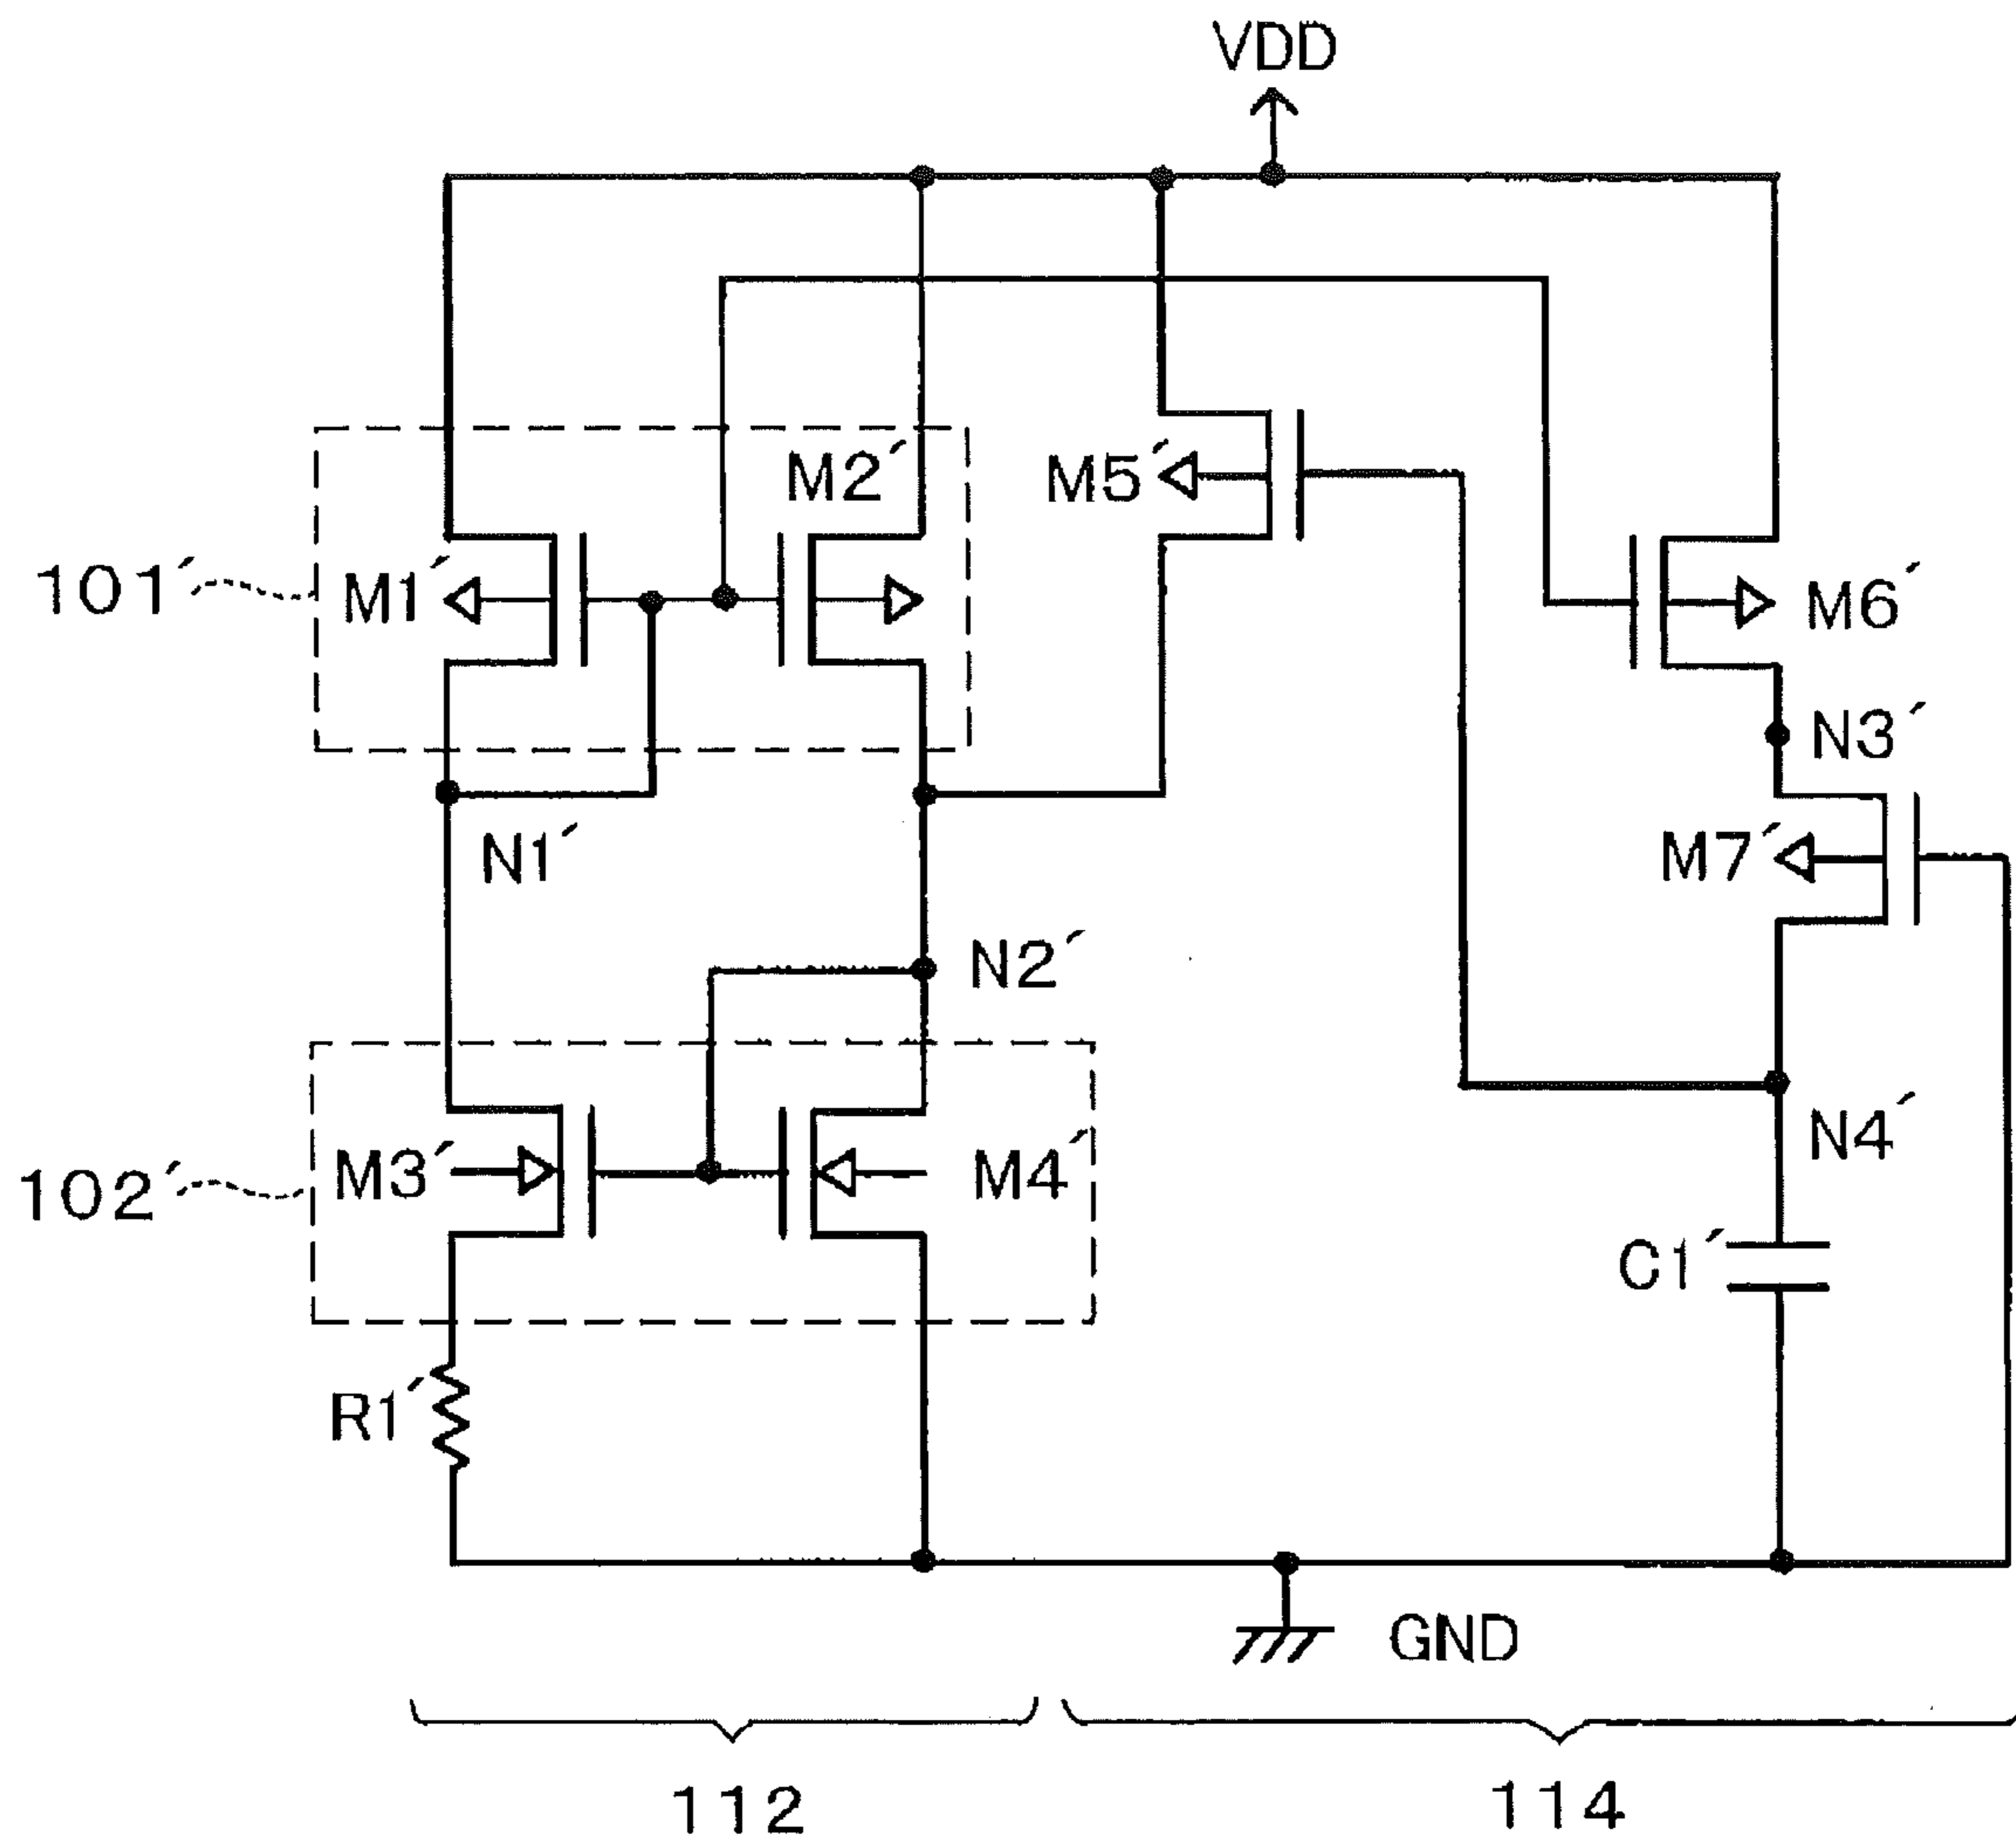 VDD
M2´
M5´
101´
M1´
M6´
N3´
N1´
M7´
N2´
N4´
M3´
M4´
102´
C1´
R1´
GND
112
114